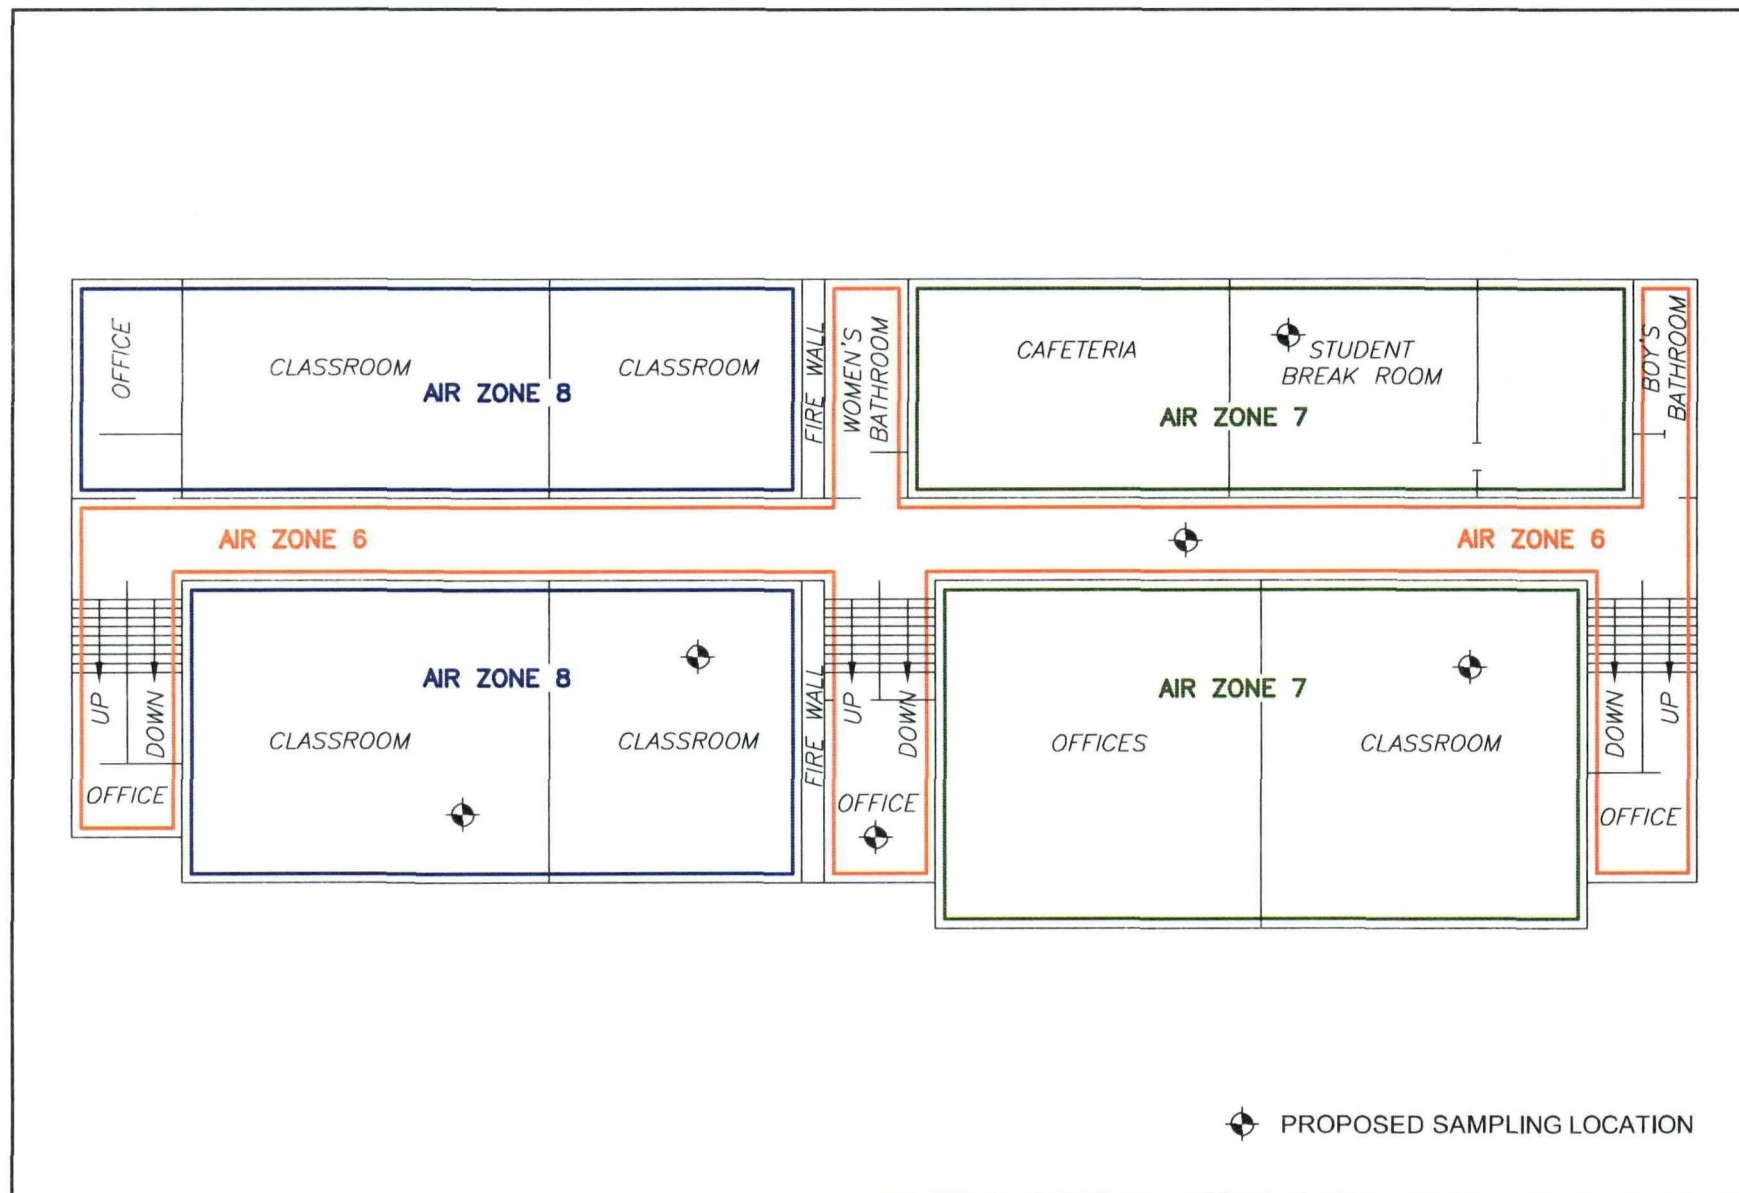 OFFICE
CLASSROOM
CLASSROOM
AIR ZONE 8
FIRE WALL
WOMEN'S
BATHROOM
CAFETERIA
STUDENT
BREAK ROOM
AIR ZONE 7
BOY'S
BATHROOM
AIR ZONE 6
AIR ZONE 6
UP
DOWN
OFFICE
AIR ZONE 8
CLASSROOM
CLASSROOM
FIRE WALL
UP
DOWN
OFFICE
AIR ZONE 7
OFFICES
CLASSROOM
DOWN
UP
OFFICE
PROPOSED SAMPLING LOCATION